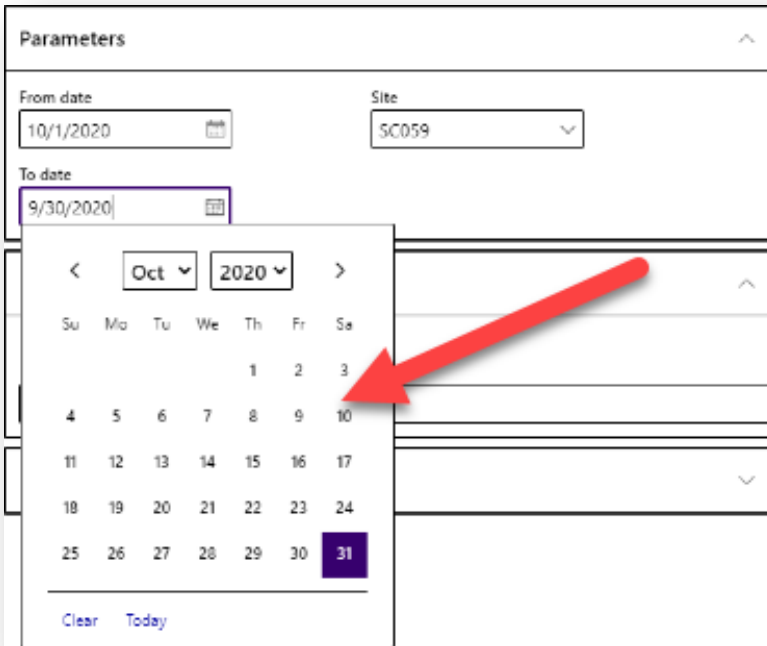 Parameters
From date
Site
10/1/2020
SC059
To date
9/30/2020
Oct 2020
Su Mo Tu We Th Fr Sa
1 2 3
4 5 6 7 8 9 10
11 12 13 14 15 16 17
18 19 20 21 22 23 24
25 26 27 28 29 30 31
Clear Today